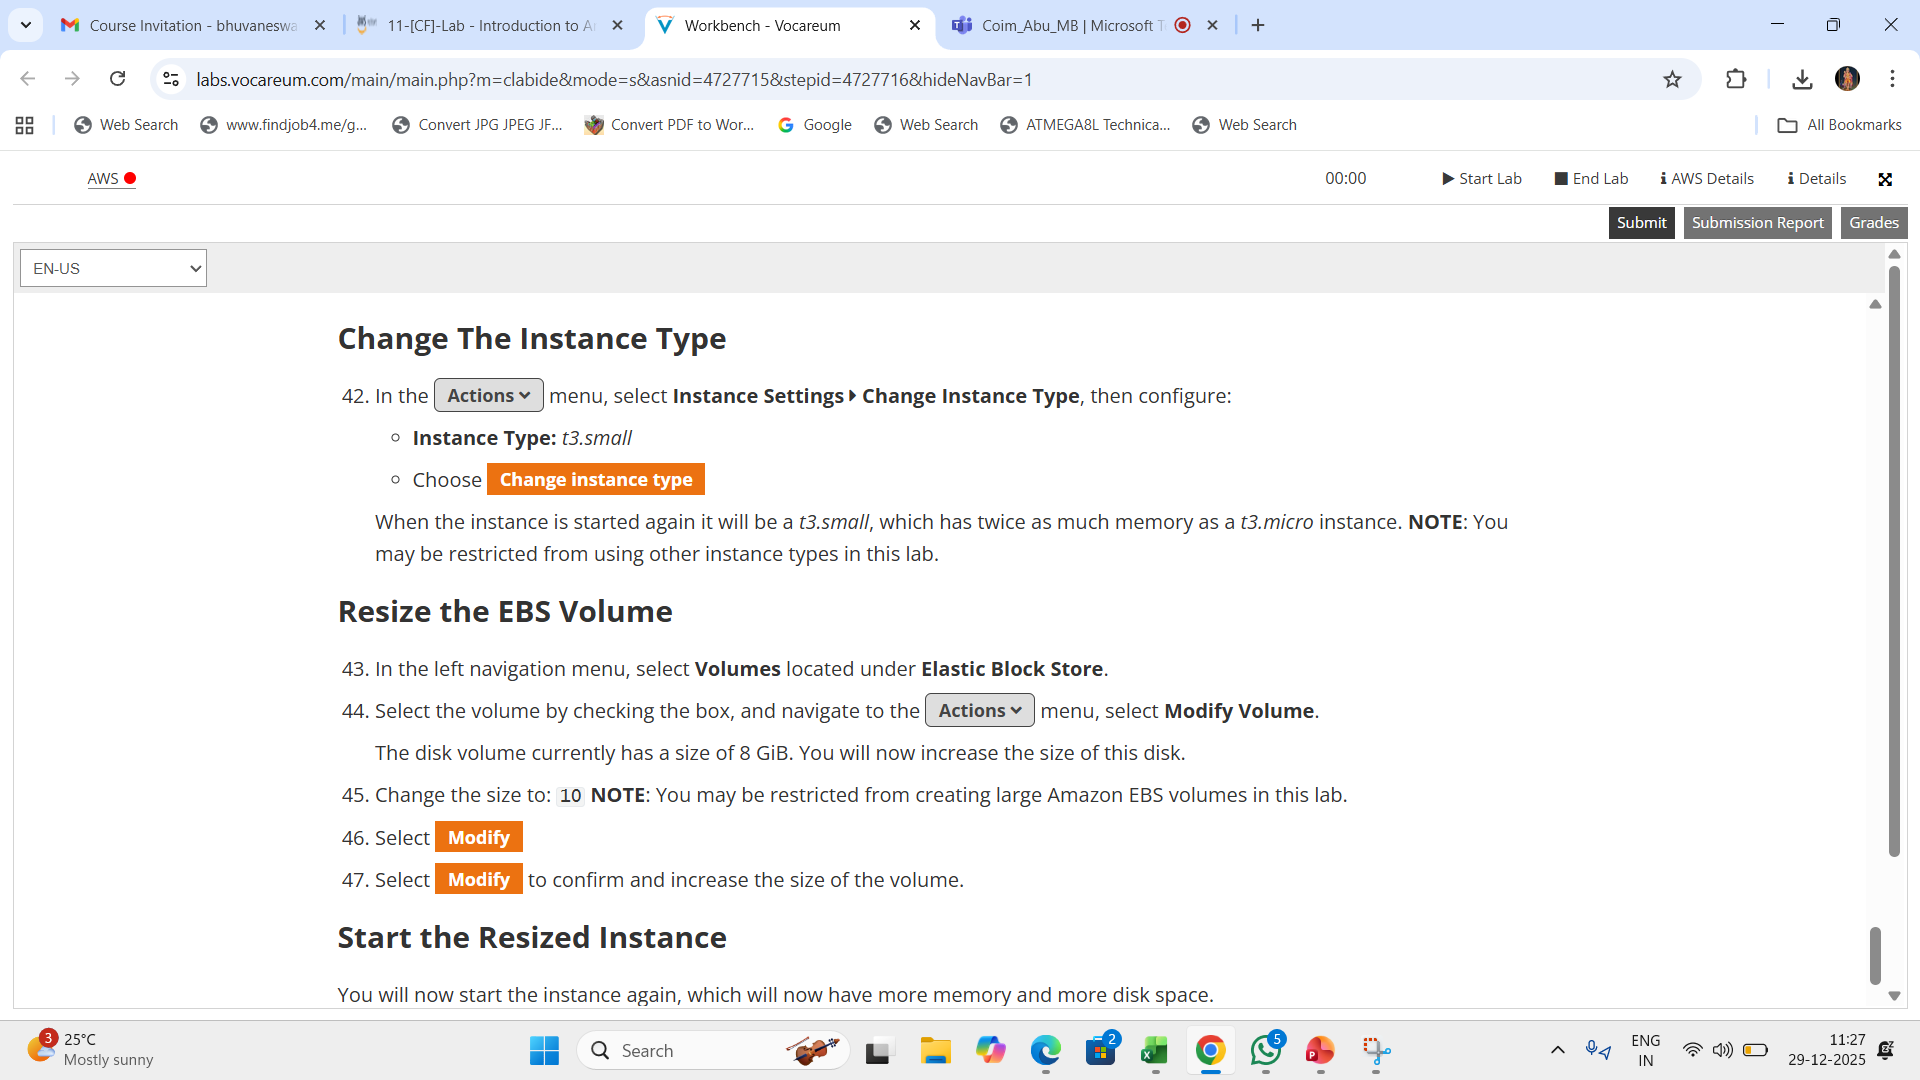 Course Invitation - bhuvaneswa
11-[CF]-Lab - Introduction to A
Workbench - Vocareum
Coim_Abu_MB | Microsoft T
labs.vocareum.com/main/main.php?m=clabide&mode=s&asnid=4727715&stepid=4727716&hideNavBar=1
Web Search
www.findjob4.me/g...
Convert JPG JPEG JF...
Convert PDF to Wor...
Google
Web Search
ATMEGA8L Technica...
Web Search
All Bookmarks
AWS
00:00
Start Lab
End Lab
AWS Details
Details
Submit
Submission Report
Grades
EN-US
Change The Instance Type
42. In the Actions menu, select Instance Settings Change Instance Type, then configure:
Instance Type: t3.small
Choose Change instance type
When the instance is started again it will be a t3.small, which has twice as much memory as a t3.micro instance. NOTE: You
may be restricted from using other instance types in this lab.
Resize the EBS Volume
43. In the left navigation menu, select Volumes located under Elastic Block Store.
44. Select the volume by checking the box, and navigate to the Actions menu, select Modify Volume.
The disk volume currently has a size of 8 GiB. You will now increase the size of this disk.
45. Change the size to: 10 NOTE: You may be restricted from creating large Amazon EBS volumes in this lab.
46. Select Modify
47. Select Modify to confirm and increase the size of the volume.
Start the Resized Instance
You will now start the instance again, which will now have more memory and more disk space.
3
25°C
Mostly sunny
Search
2
5
ENG
IN
11:27
29-12-2025